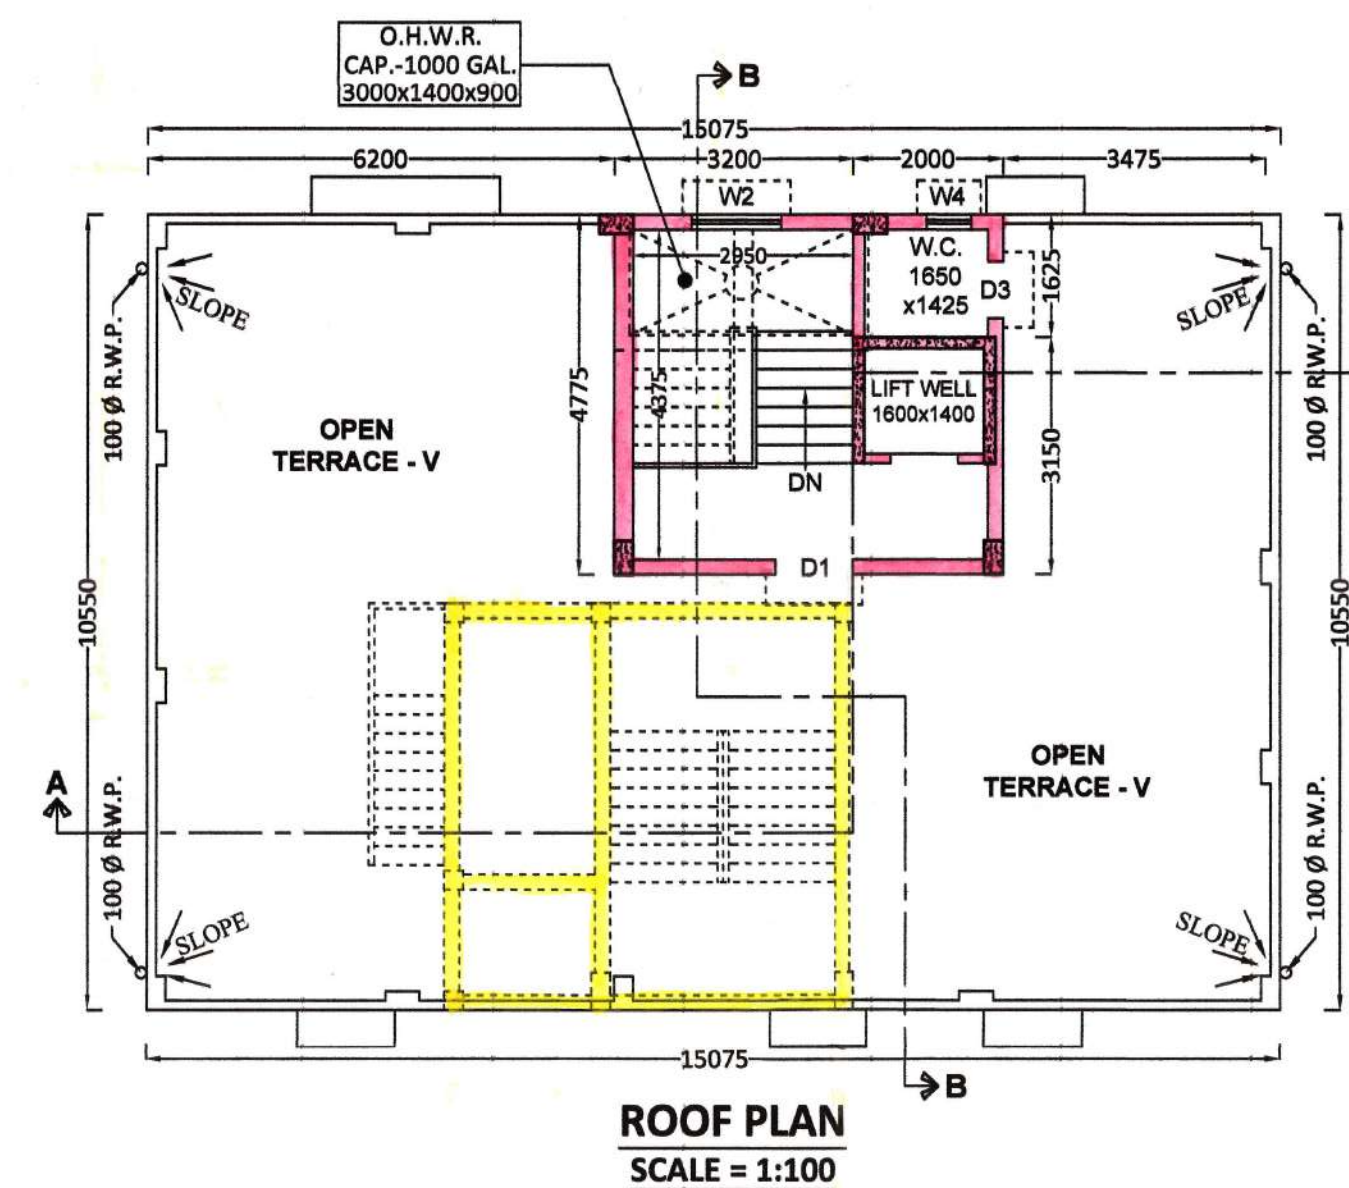 O.H.W.R.
CAP.-1000 GAL.
3000x1400x900
B
15075
6200
3200
2000
3475
W2
W4
2950
W.C.
1650
x1425
D3
1625
SLOPE
SLOPE
100 Ø R.W.P.
100 Ø R.W.P.
4775
4375
LIFT WELL
1600x1400
OPEN
TERRACE - V
DN
3150
D1
10550
10550
OPEN
TERRACE - V
A
100 Ø R.W.P.
100 Ø R.W.P.
SLOPE
SLOPE
15075
B
ROOF PLAN
SCALE = 1:100